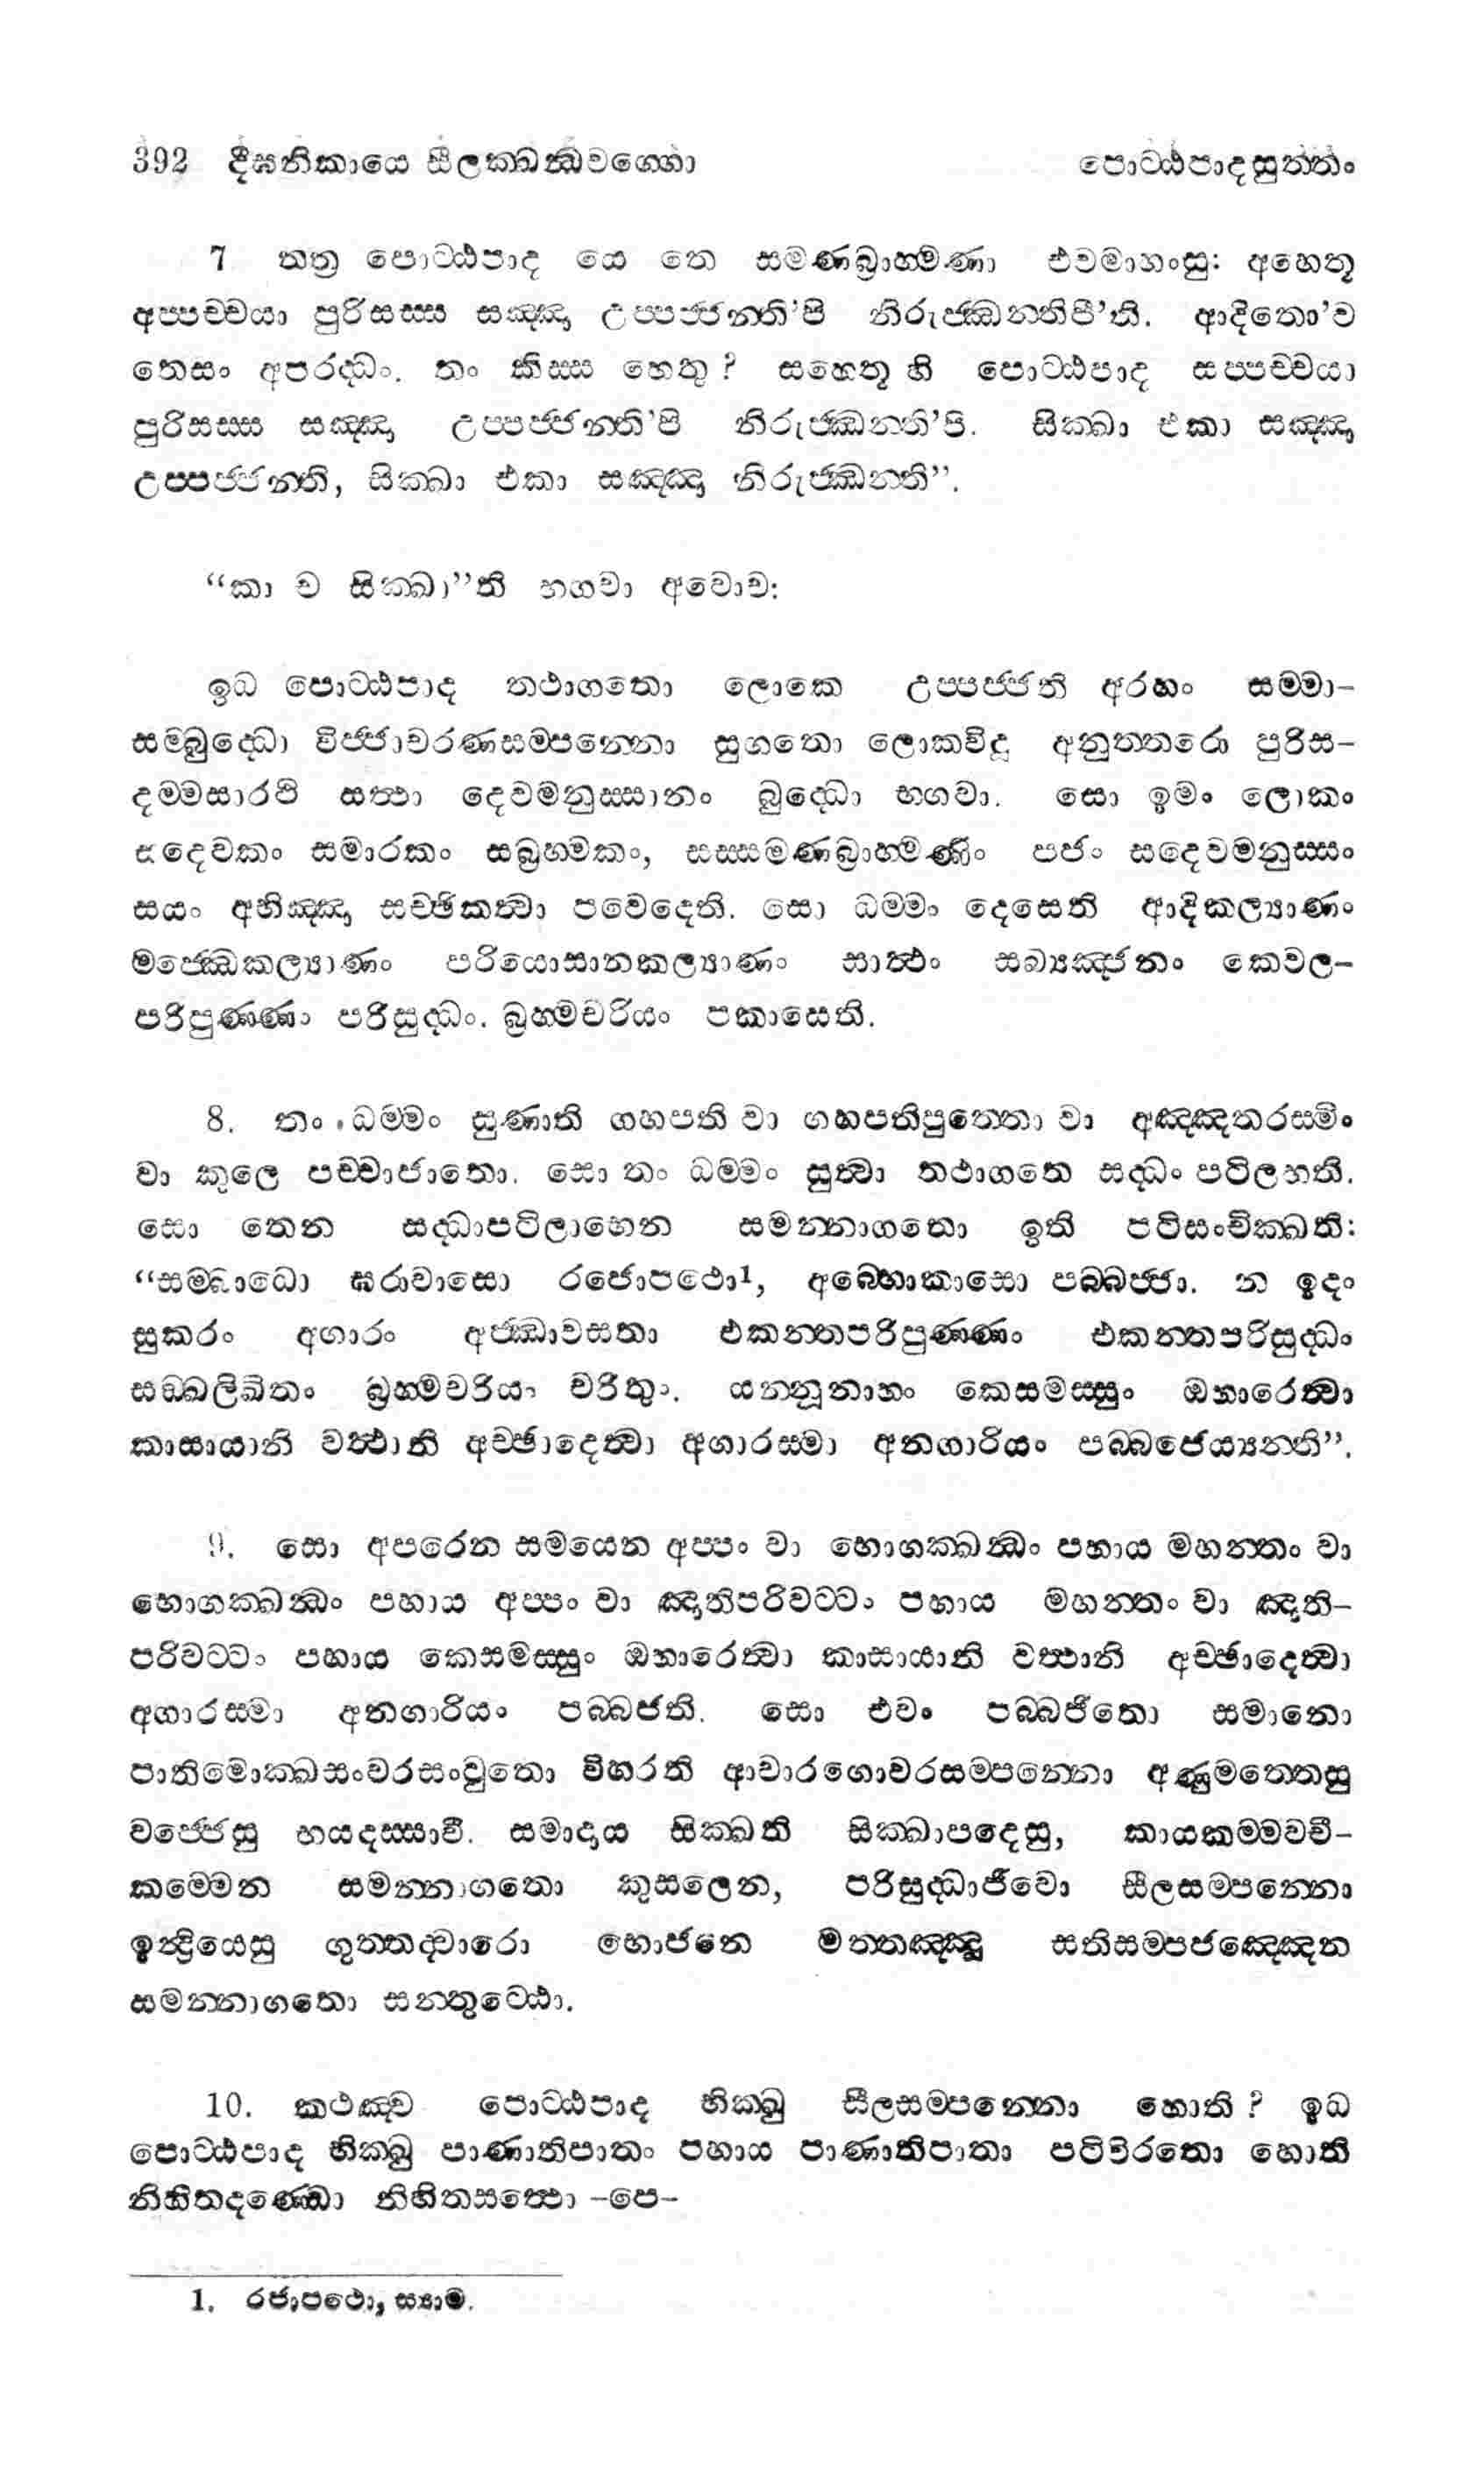 392 දීඝනිකායෙ සීලක්ඛන්ධවග්ගො පොට්ඨපාදසුත්තං
7 තත්‍ර පොට්ඨපාද යෙ තෙ සමණබ්‍රාහ්මණා එවමාහංසු: අහෙතූ
අප්පච්චයා පුරිසස්ස සඤ්ඤා උප්පජ්ජන්ති'පි නිරුජ්ඣන්තිපී'ති. ආදිතො'ව
තෙසං අපරද්ධං. තං කිස්ස හෙතු? සහෙතූ හි පොට්ඨපාද සප්පච්චයා
පුරිසස්ස සඤ්ඤා උප්පජ්ජන්ති'පි නිරුජ්ඣන්ති'පි. සික්ඛා එකා සඤ්ඤා
උප්පජ්ජන්ති, සික්ඛා එකා සඤ්ඤා නිරුජ්ඣන්ති”.
“කා ච සික්ඛා”ති භගවා අවොච:
ඉධ පොට්ඨපාද තථාගතො ලොකෙ උප්පජ්ජති අරහං සම්මා-
සම්බුද්ධො විජ්ජාචරණසම්පන්නො සුගතො ලොකවිදූ අනුත්තරො පුරිස-
දම්මසාරථි සත්ථා දෙවමනුස්සානං බුද්ධො භගවා. සො ඉමං ලොකං
සදෙවකං සමාරකං සබ්‍රහ්මකං, සස්සමණබ්‍රාහ්මණිං පජං සදෙවමනුස්සං
සයං අභිඤ්ඤා සච්ඡිකත්වා පවෙදෙති. සො ධම්මං දෙසෙති ආදිකල්‍යාණං
මජ්ඣෙකල්‍යාණං පරියොසානකල්‍යාණං සාත්ථං සබ්‍යඤ්ජනං කෙවල-
පරිපුණ්ණං පරිසුද්ධං. බ්‍රහ්මචරියං පකාසෙති.
8. තං ධම්මං සුණාති ගහපති වා ගහපතිපුත්තො වා අඤ්ඤතරස්මිං
වා කුලෙ පච්චාජාතො. සො තං ධම්මං සුත්වා තථාගතෙ සද්ධං පටිලභති.
සො තෙන සද්ධාපටිලාභෙන සමන්නාගතො ඉති පටිසංචික්ඛති:
“සම්බාධො ඝරාවාසො රජොපථො¹, අබ්භොකාසො පබ්බජ්ජා. න ඉදං
සුකරං අගාරං අජ්ඣාවසතා එකන්තපරිපුණ්ණං එකන්තපරිසුද්ධං
සඞ්ඛලිඛිතං බ්‍රහ්මචරියං චරිතුං. යන්නූනාහං කෙසමස්සුං ඔහාරෙත්වා
කාසායානි වත්ථානි අච්ඡාදෙත්වා අගාරස්මා අනගාරියං පබ්බජෙය්‍යන්ති”.
9. සො අපරෙන සමයෙන අප්පං වා භොගක්ඛන්ධං පහාය මහන්තං වා
භොගක්ඛන්ධං පහාය අප්පං වා ඤාතිපරිවට්ටං පහාය මහන්තං වා ඤාති-
පරිවට්ටං පහාය කෙසමස්සුං ඔහාරෙත්වා කාසායානි වත්ථානි අච්ඡාදෙත්වා
අගාරස්මා අනගාරියං පබ්බජති. සො එවං පබ්බජිතො සමානො
පාතිමොක්ඛසංවරසංවුතො විහරති ආචාරගොචරසම්පන්නො අණුමත්තෙසු
වජ්ජෙසු භයදස්සාවී. සමාදාය සික්ඛති සික්ඛාපදෙසු, කායකම්මවචී-
කම්මෙන සමන්නාගතො කුසලෙන, පරිසුද්ධාජීවො සීලසම්පන්නො
ඉන්ද්‍රියෙසු ගුත්තද්වාරො භොජනෙ මත්තඤ්ඤූ සතිසම්පජඤ්ඤෙන
සමන්නාගතො සන්තුට්ඨො.
10. කථඤ්ච පොට්ඨපාද භික්ඛු සීලසම්පන්නො හොති? ඉධ
පොට්ඨපාද භික්ඛු පාණාතිපාතං පහාය පාණාතිපාතා පටිවිරතො හොති
නිහිතදණ්ඩො නිහිතසත්ථො -පෙ-
1. රජාපථො, ස්‍යාම.